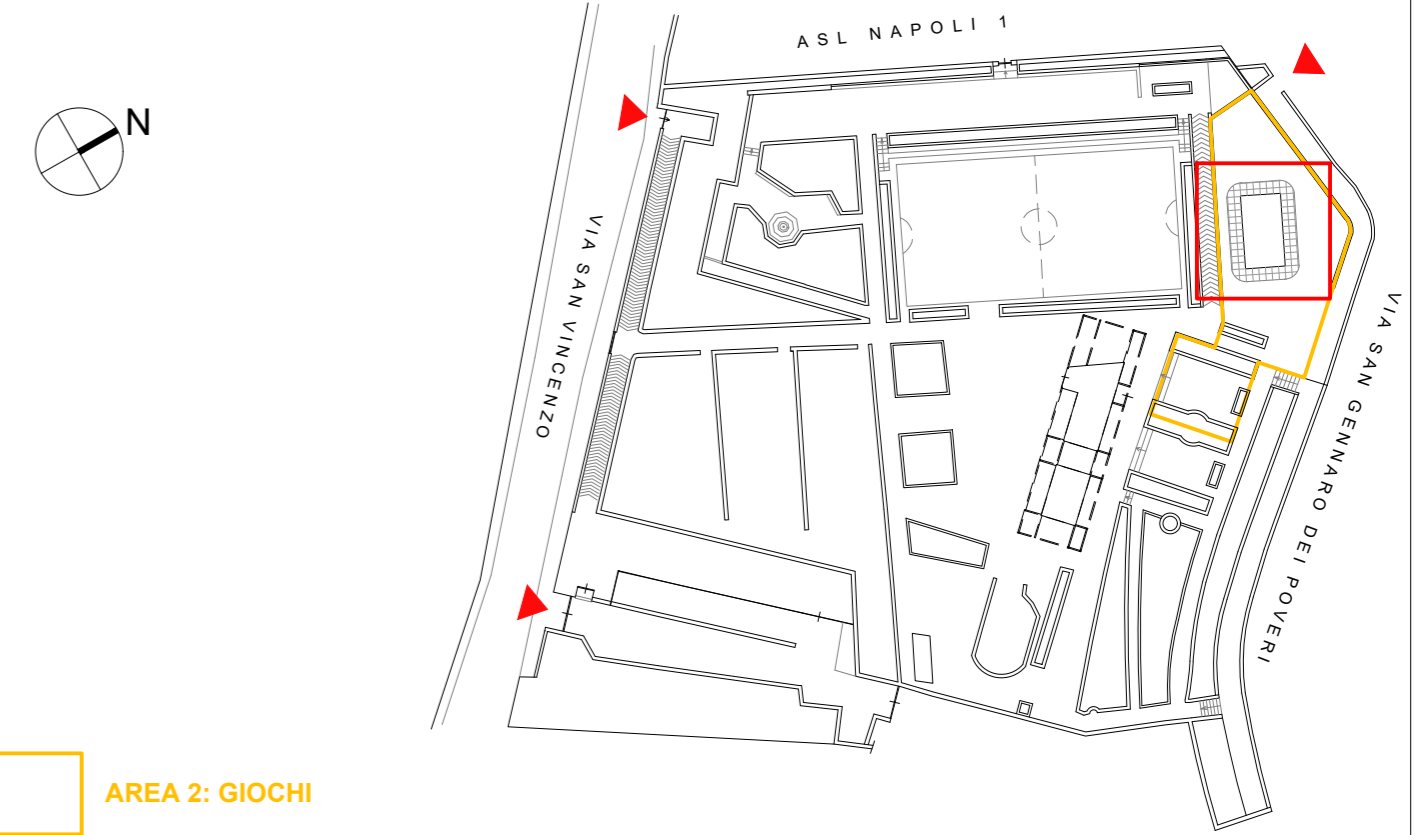 ASL NAPOLI 1
N
VIA SAN VINCENZO
VIA SAN GENNARO DEI POVERI
AREA 2: GIOCHI